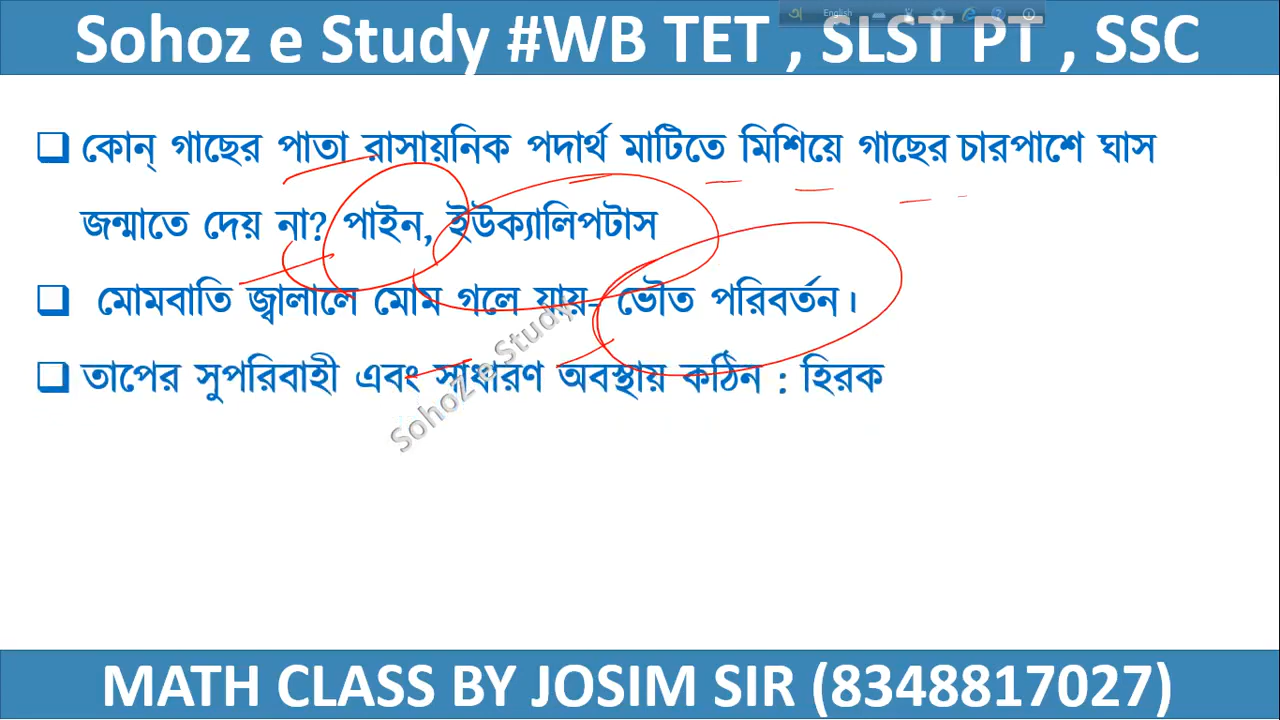 Sohoz e Study #WB TET , SLST PT , SSC
English
কোন্ গাছের পাতা রাসায়নিক পদার্থ মাটিতে মিশিয়ে গাছের চারপাশে ঘাস
জন্মাতে দেয় না? পাইন, ইউক্যালিপটাস
মোমবাতি জ্বালালে মোম গলে যায়- ভৌত পরিবর্তন।
তাপের সুপরিবাহী এবং সাধারণ অবস্থায় কঠিন : হিরক
SohoZ e Study
MATH CLASS BY JOSIM SIR (8348817027)